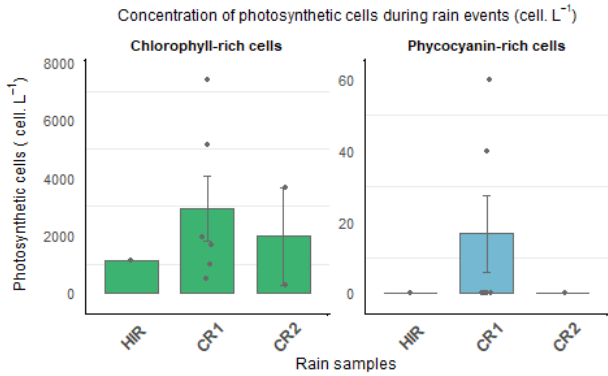 Concentration of photosynthetic cells during rain events (cell. L⁻¹)
Chlorophyll-rich cells
Phycocyanin-rich cells
Photosynthetic cells ( cell. L⁻¹)
8000
6000
4000
2000
0
60
40
20
0
HIR
CR1
CR2
HIR
CR1
CR2
Rain samples